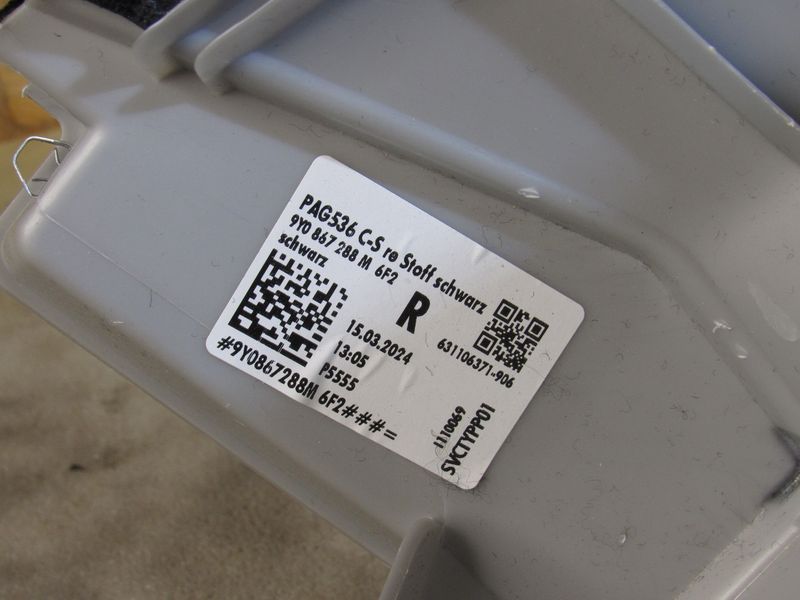 PAG536 C-S re Stoff schwarz
9Y0 867 288 M 6F2
schwarz
R
15.03.2024
13:05
P5555
631106371-906
#9Y0867288M 6F2###=
1110069
SVCTYPP01